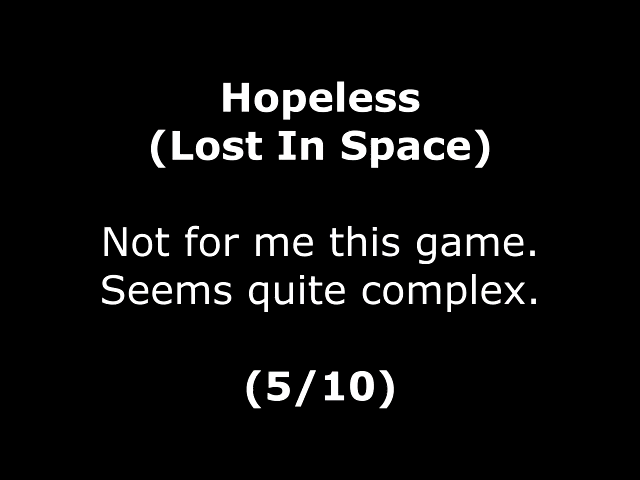 Hopeless
(Lost In Space)
Not for me this game.
Seems quite complex.
(5/10)